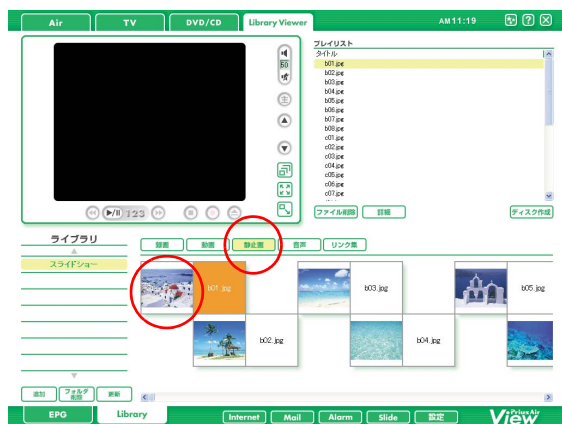 Air TV DVD/CD Library Viewer AM11:19
プレイリスト
タイトル
b01.jpg
b02.jpg
b03.jpg
b04.jpg
b05.jpg
b06.jpg
b07.jpg
b08.jpg
c01.jpg
c02.jpg
c03.jpg
c04.jpg
c05.jpg
c06.jpg
c07.jpg
50
主
123
ファイル削除 詳細 ディスク作成
ライブラリ
録画 動画 静止画 音声 リンク集
スライドショー
b01.jpg
b03.jpg
b05.jpg
b02.jpg
b04.jpg
追加 フォルダ削除 更新
EPG Library Internet Mail Alarm Slide 設定 PriusAir View